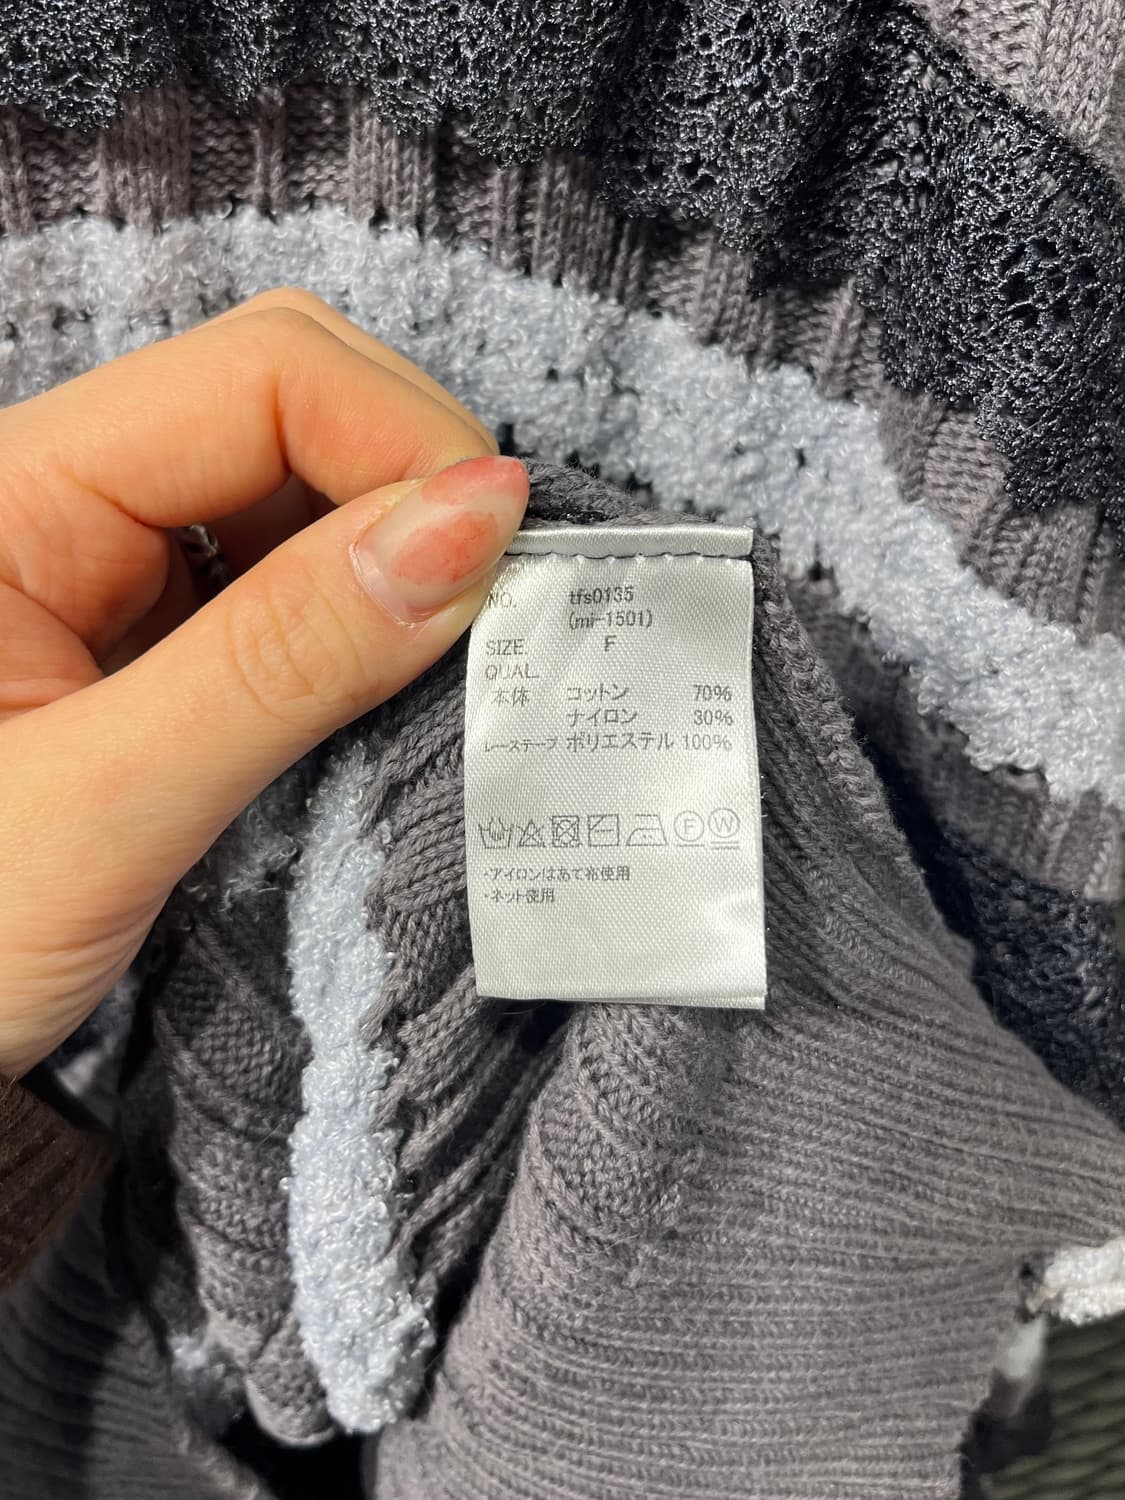 NO. tfs0135
(mi-1501)
SIZE F
QUAL.
本体 コットン 70%
ナイロン 30%
レーステープ ポリエステル 100%
F W
・アイロンはあて布使用
・ネット使用